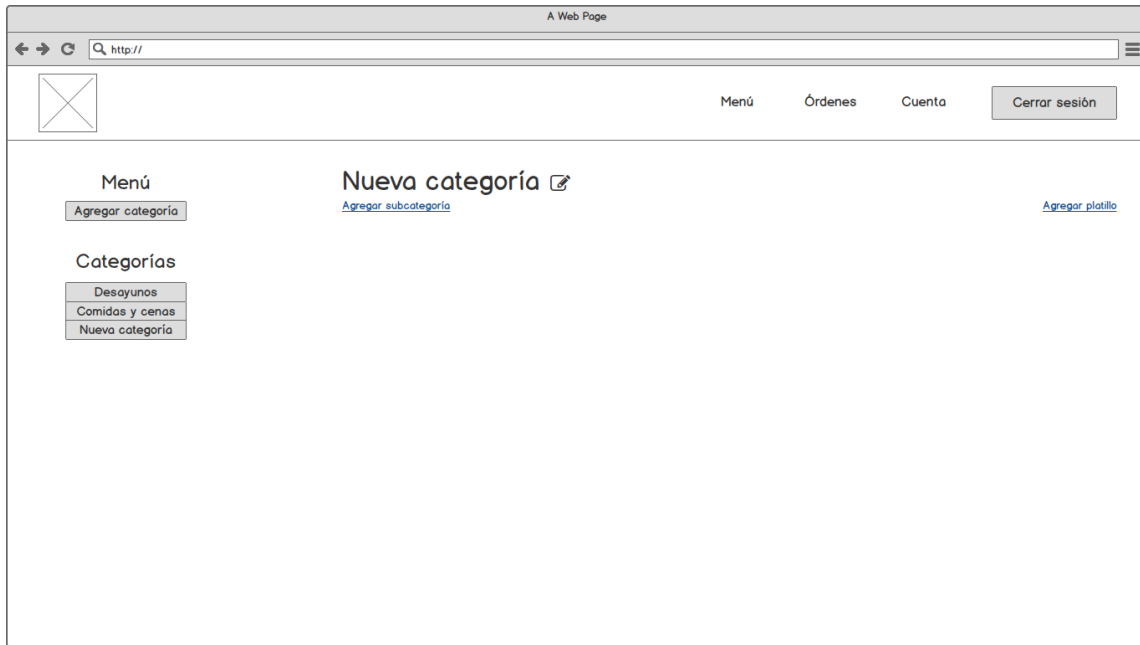 A Web Page
http://
Menú Órdenes Cuenta Cerrar sesión
Menú
Agregar categoría
Categorías
Desayunos
Comidas y cenas
Nueva categoría
Nueva categoría
Agregar subcategoría Agregar platillo